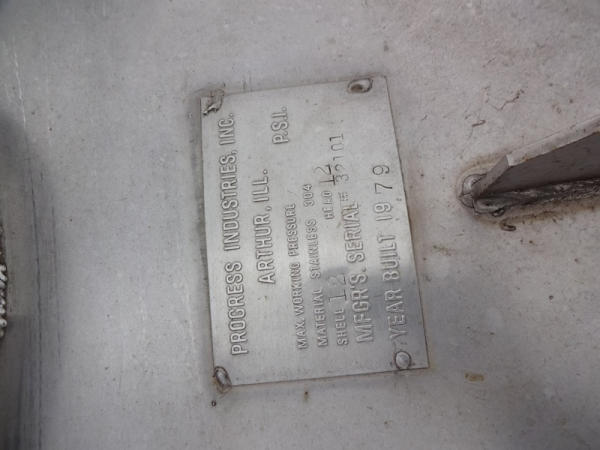 PROGRESS INDUSTRIES, INC.
ARTHUR, ILL.
MAX. WORKING PRESSURE P.S.I.
MATERIAL STAINLESS 304
SHELL 12 HEAD 12
MFGR'S. SERIAL# 32101
YEAR BUILT 1979